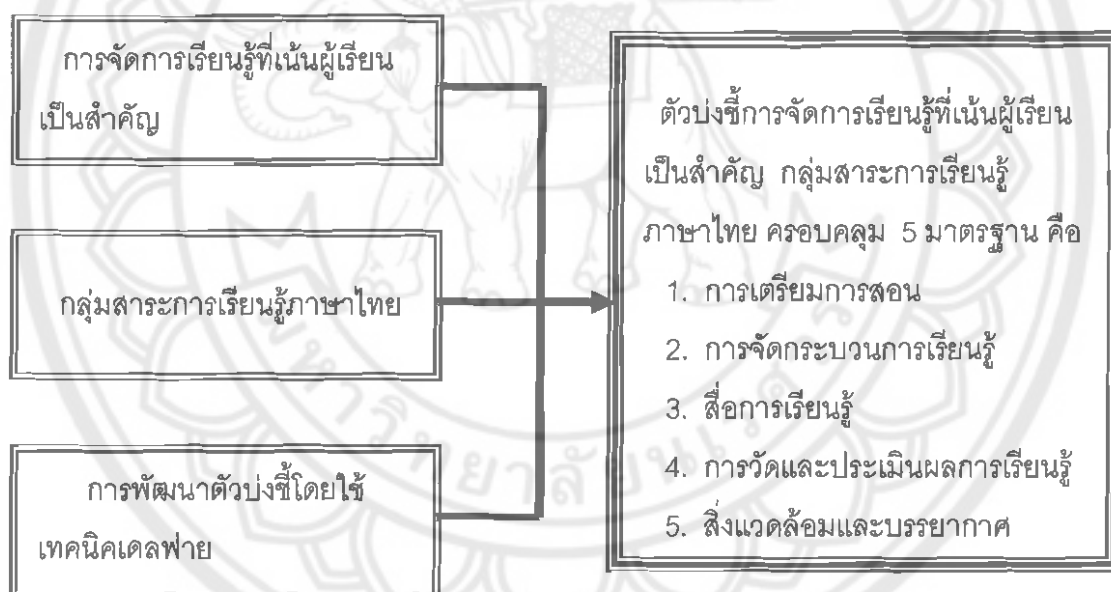 การจัดการเรียนรู้ที่เน้นผู้เรียน
เป็นสำคัญ
กลุ่มสาระการเรียนรู้ภาษาไทย
การพัฒนาตัวบ่งชี้โดยใช้
เทคนิคเดลฟาย
ตัวบ่งชี้การจัดการเรียนรู้ที่เน้นผู้เรียน
เป็นสำคัญ กลุ่มสาระการเรียนรู้
ภาษาไทย ครอบคลุม 5 มาตรฐาน คือ
1. การเตรียมการสอน
2. การจัดกระบวนการเรียนรู้
3. สื่อการเรียนรู้
4. การวัดและประเมินผลการเรียนรู้
5. สิ่งแวดล้อมและบรรยากาศ